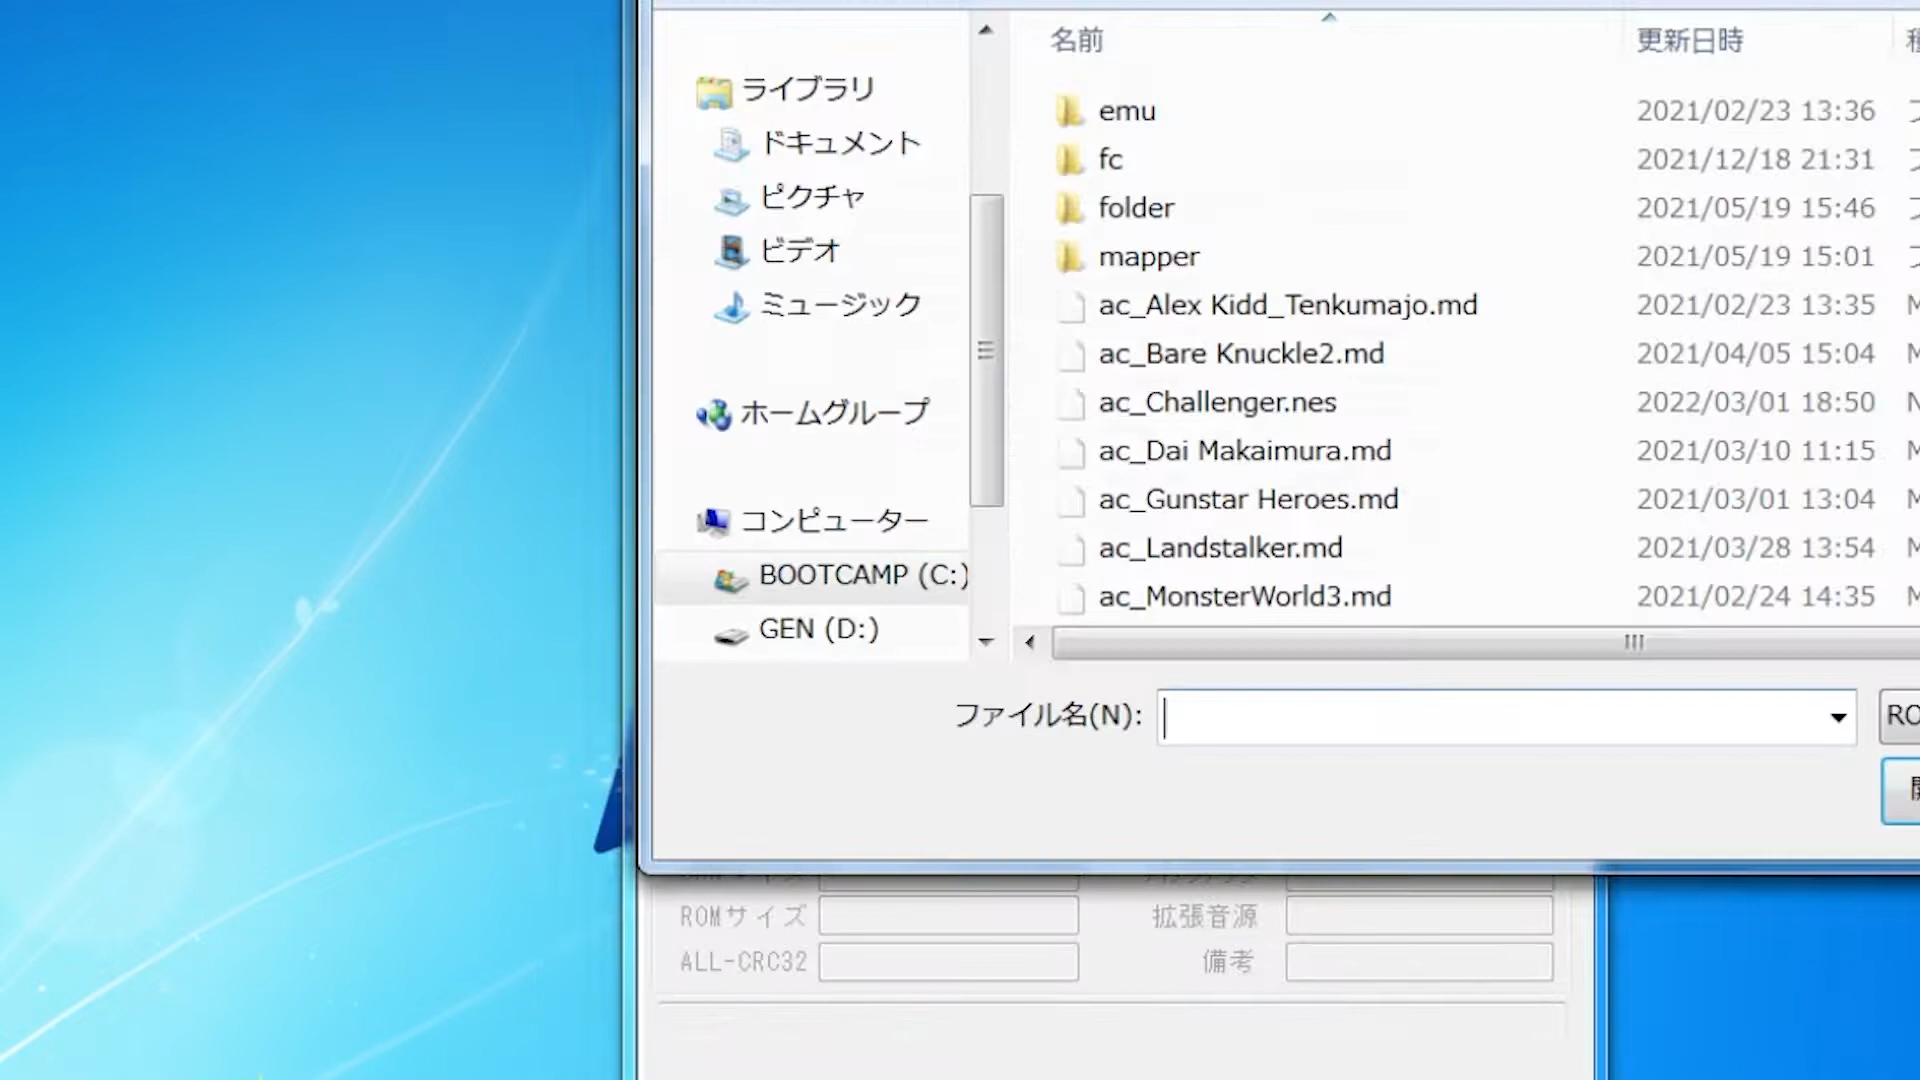 名前
更新日時
ライブラリ
ドキュメント
ピクチャ
ビデオ
ミュージック
ホームグループ
コンピューター
BOOTCAMP (C:)
GEN (D:)
emu 2021/02/23 13:36
fc 2021/12/18 21:31
folder 2021/05/19 15:46
mapper 2021/05/19 15:01
ac_Alex Kidd_Tenkumajo.md 2021/02/23 13:35
ac_Bare Knuckle2.md 2021/04/05 15:04
ac_Challenger.nes 2022/03/01 18:50
ac_Dai Makaimura.md 2021/03/10 11:15
ac_Gunstar Heroes.md 2021/03/01 13:04
ac_Landstalker.md 2021/03/28 13:54
ac_MonsterWorld3.md 2021/02/24 14:35
ファイル名(N):
RO
ROMサイズ 拡張音源
ALL-CRC32 備考